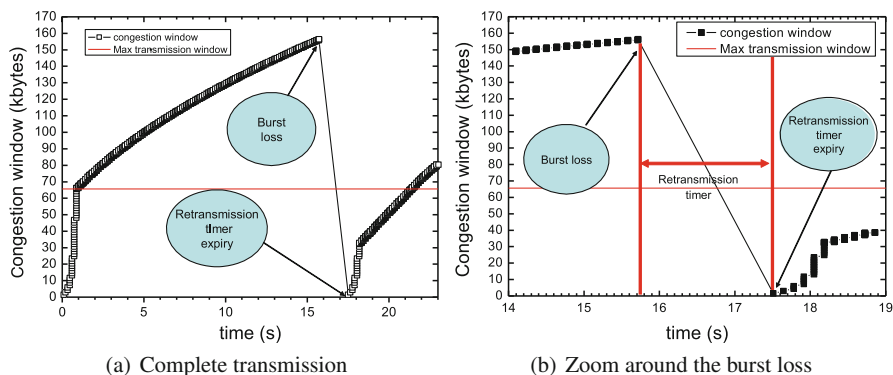 170
160
150
140
130
120
110
100
90
80
70
60
50
40
30
20
10
0
Congestion window (kbytes)
congestion window
Max transmission window
Burst
loss
Retransmission
timer
expiry
0 5 10 15 20
time (s)
(a) Complete transmission
170
160
150
140
130
120
110
100
90
80
70
60
50
40
30
20
10
0
Congestion window (kbytes)
congestion window
Max transmission window
Burst loss
Retransmission
timer
Retransmission
timer
expiry
14 15 16 17 18 19
time (s)
(b) Zoom around the burst loss